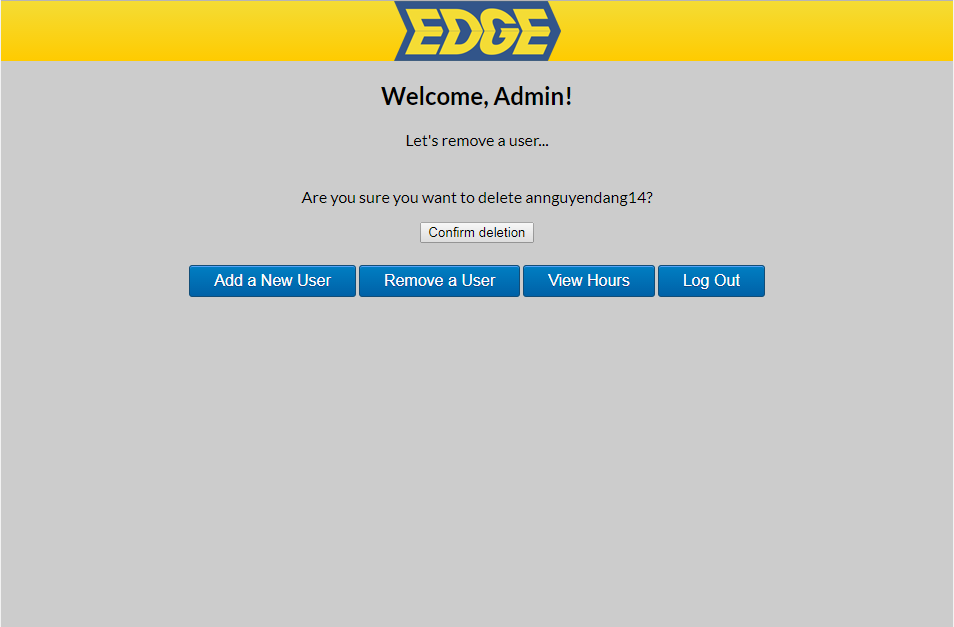 EDGE
Welcome, Admin!
Let's remove a user...
Are you sure you want to delete annguyendang14?
Confirm deletion
Add a New User Remove a User View Hours Log Out